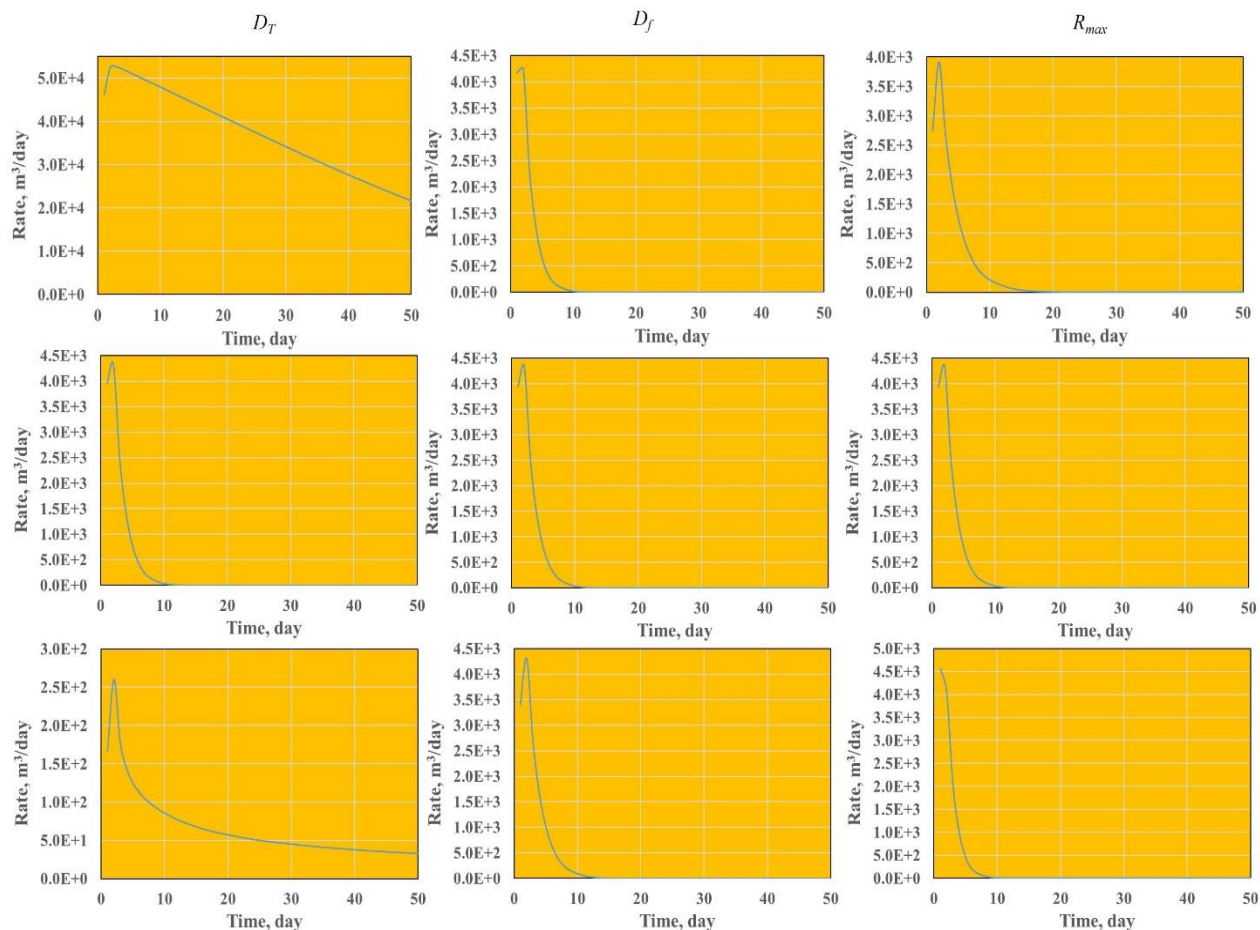 D_T
D_f
R_max
5.0E+4
4.0E+4
3.0E+4
2.0E+4
1.0E+4
0.0E+0
Rate, m³/day
0 10 20 30 40 50
Time, day
4.5E+3
4.0E+3
3.5E+3
3.0E+3
2.5E+3
2.0E+3
1.5E+3
1.0E+3
5.0E+2
0.0E+0
Rate, m³/day
0 10 20 30 40 50
Time, day
4.0E+3
3.5E+3
3.0E+3
2.5E+3
2.0E+3
1.5E+3
1.0E+3
5.0E+2
0.0E+0
Rate, m³/day
0 10 20 30 40 50
Time, day
4.5E+3
4.0E+3
3.5E+3
3.0E+3
2.5E+3
2.0E+3
1.5E+3
1.0E+3
5.0E+2
0.0E+0
Rate, m³/day
0 10 20 30 40 50
Time, day
4.5E+3
4.0E+3
3.5E+3
3.0E+3
2.5E+3
2.0E+3
1.5E+3
1.0E+3
5.0E+2
0.0E+0
Rate, m³/day
0 10 20 30 40 50
Time, day
4.5E+3
4.0E+3
3.5E+3
3.0E+3
2.5E+3
2.0E+3
1.5E+3
1.0E+3
5.0E+2
0.0E+0
Rate, m³/day
0 10 20 30 40 50
Time, day
3.0E+2
2.5E+2
2.0E+2
1.5E+2
1.0E+2
5.0E+1
0.0E+0
Rate, m³/day
0 10 20 30 40 50
Time, day
4.5E+3
4.0E+3
3.5E+3
3.0E+3
2.5E+3
2.0E+3
1.5E+3
1.0E+3
5.0E+2
0.0E+0
Rate, m³/day
0 10 20 30 40 50
Time, day
5.0E+3
4.5E+3
4.0E+3
3.5E+3
3.0E+3
2.5E+3
2.0E+3
1.5E+3
1.0E+3
5.0E+2
0.0E+0
Rate, m³/day
0 10 20 30 40 50
Time, day